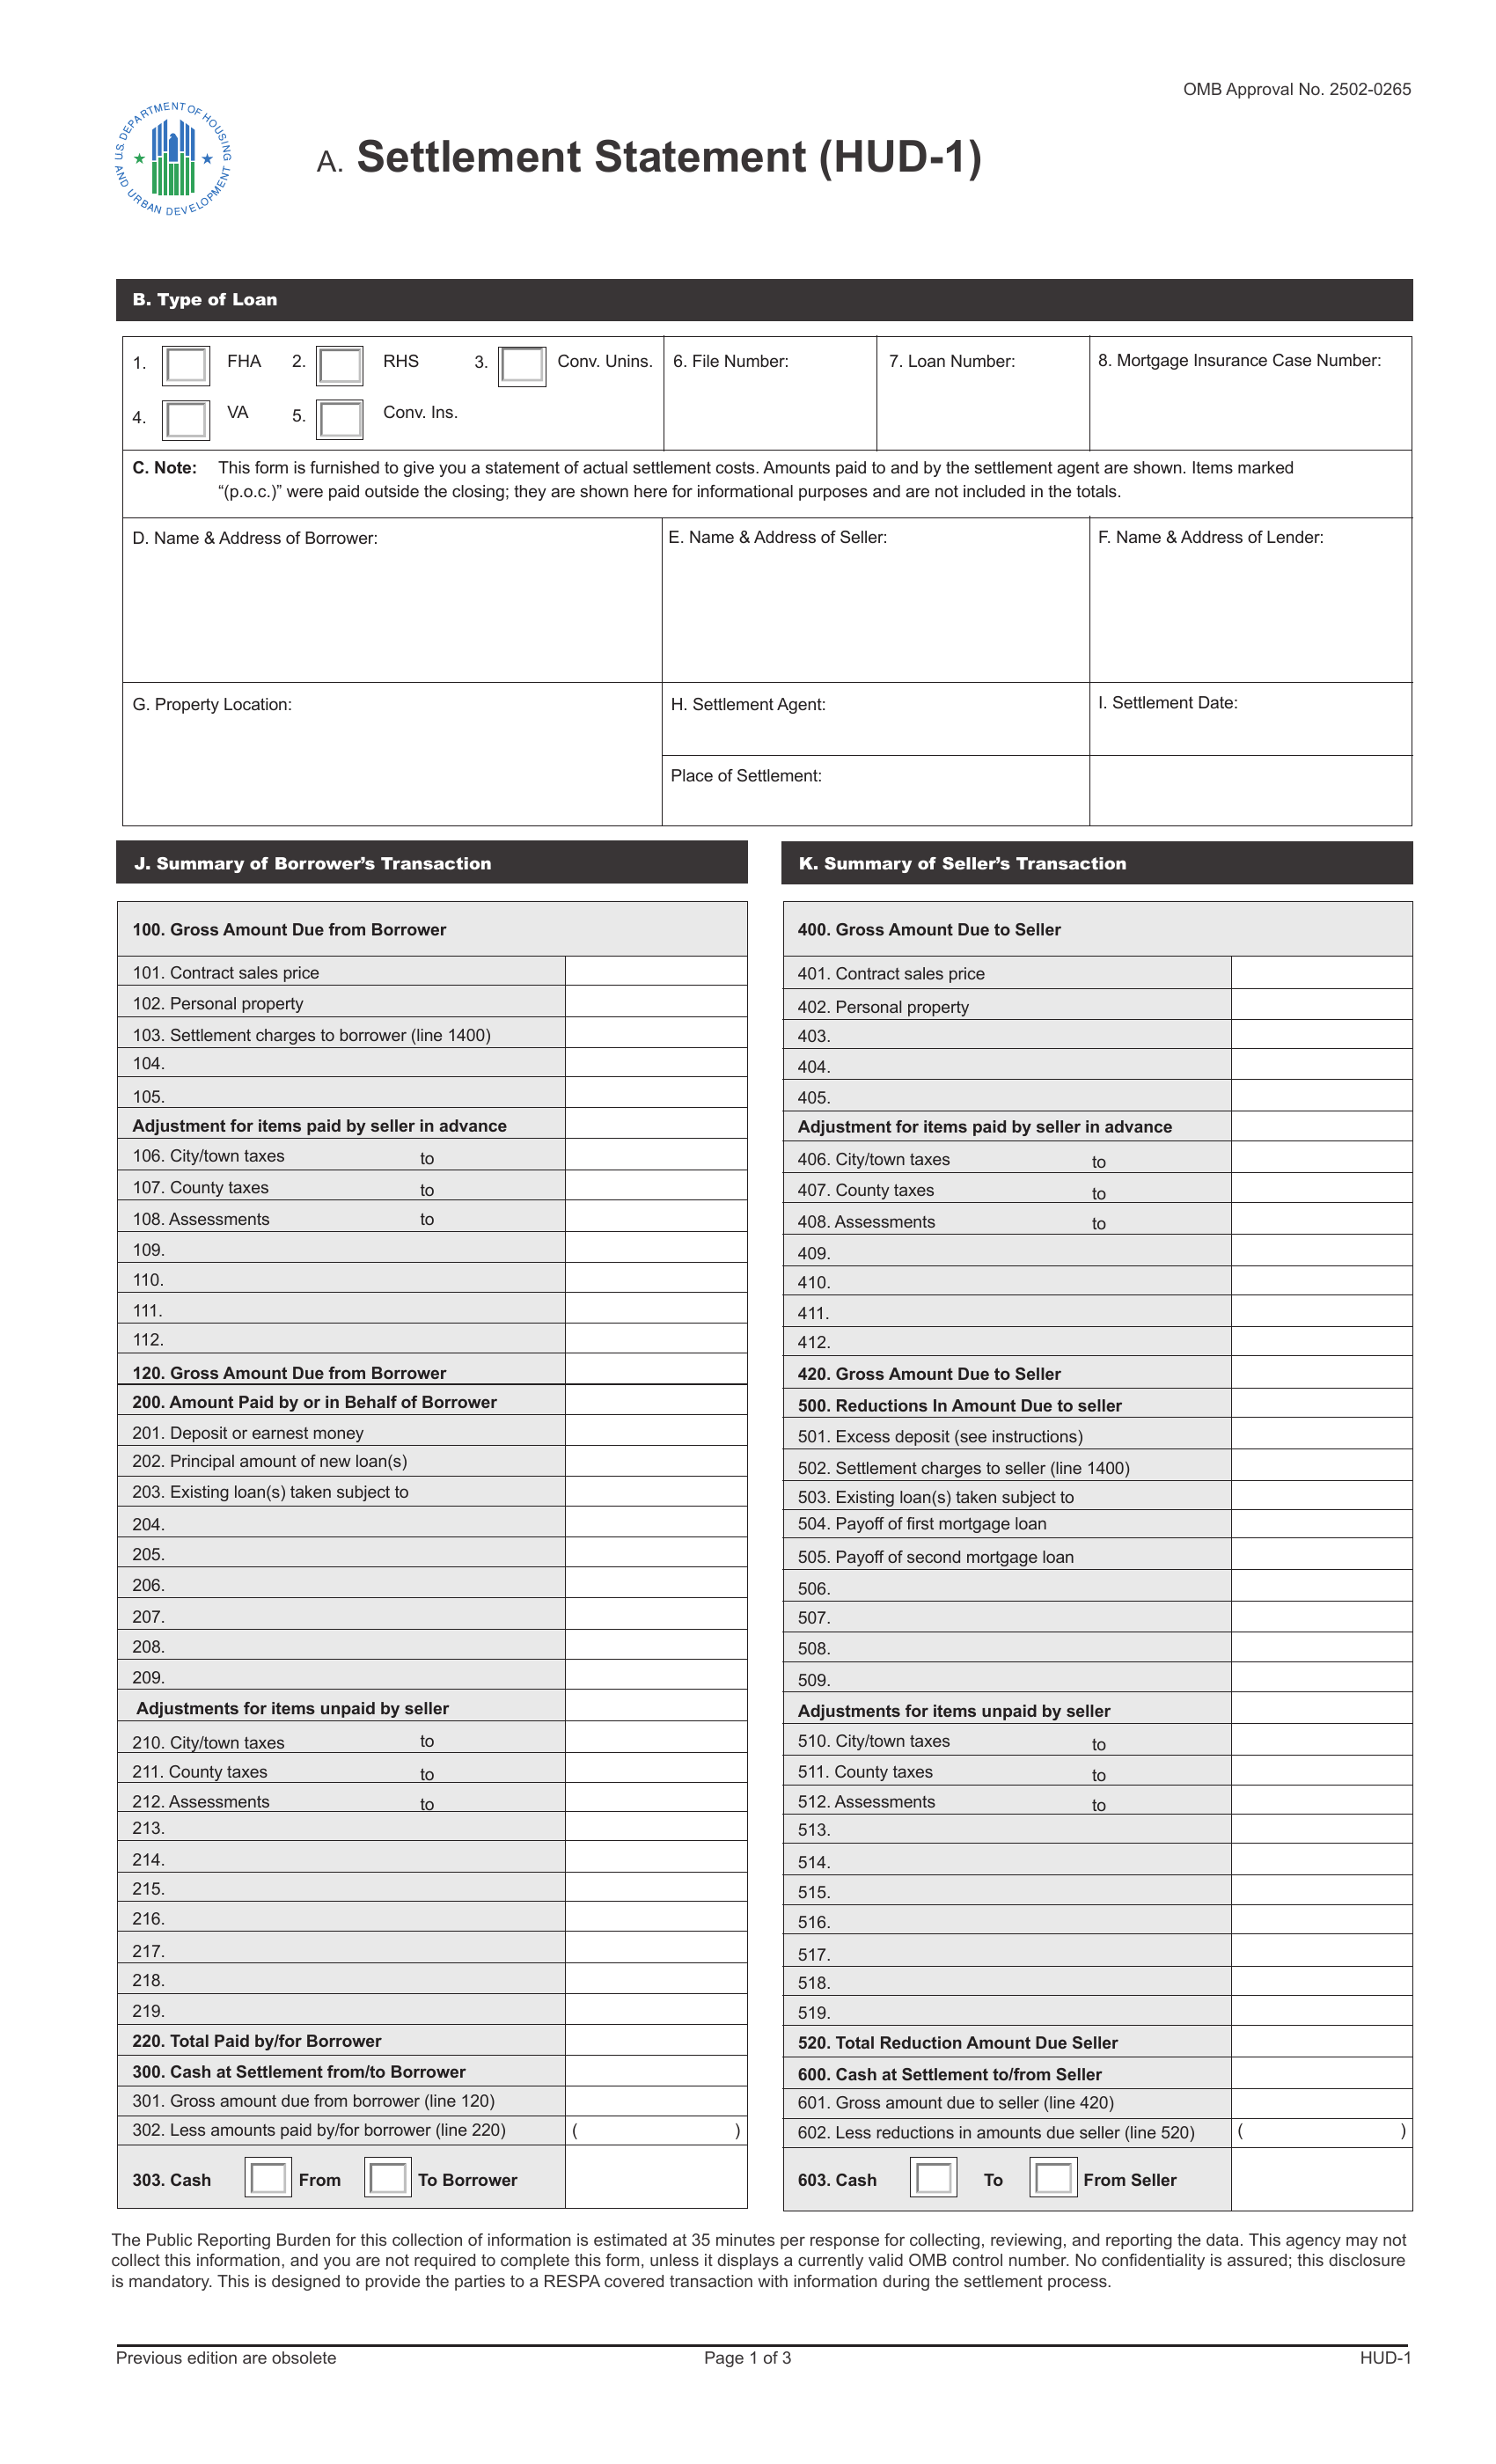 OMB Approval No. 2502-0265
U.S. DEPARTMENT OF HOUSING
AND URBAN DEVELOPMENT
A. Settlement Statement (HUD-1)
B. Type of Loan
1. FHA 2. RHS 3. Conv. Unins.
4. VA 5. Conv. Ins.
6. File Number:
7. Loan Number:
8. Mortgage Insurance Case Number:
C. Note: This form is furnished to give you a statement of actual settlement costs. Amounts paid to and by the settlement agent are shown. Items marked
“(p.o.c.)” were paid outside the closing; they are shown here for informational purposes and are not included in the totals.
D. Name & Address of Borrower:
E. Name & Address of Seller:
F. Name & Address of Lender:
G. Property Location:
H. Settlement Agent:
I. Settlement Date:
Place of Settlement:
J. Summary of Borrower’s Transaction
100. Gross Amount Due from Borrower
101. Contract sales price
102. Personal property
103. Settlement charges to borrower (line 1400)
104.
105.
Adjustment for items paid by seller in advance
106. City/town taxes to
107. County taxes to
108. Assessments to
109.
110.
111.
112.
120. Gross Amount Due from Borrower
200. Amount Paid by or in Behalf of Borrower
201. Deposit or earnest money
202. Principal amount of new loan(s)
203. Existing loan(s) taken subject to
204.
205.
206.
207.
208.
209.
Adjustments for items unpaid by seller
210. City/town taxes to
211. County taxes to
212. Assessments to
213.
214.
215.
216.
217.
218.
219.
220. Total Paid by/for Borrower
300. Cash at Settlement from/to Borrower
301. Gross amount due from borrower (line 120)
302. Less amounts paid by/for borrower (line 220) ( )
303. Cash From To Borrower
K. Summary of Seller’s Transaction
400. Gross Amount Due to Seller
401. Contract sales price
402. Personal property
403.
404.
405.
Adjustment for items paid by seller in advance
406. City/town taxes to
407. County taxes to
408. Assessments to
409.
410.
411.
412.
420. Gross Amount Due to Seller
500. Reductions In Amount Due to seller
501. Excess deposit (see instructions)
502. Settlement charges to seller (line 1400)
503. Existing loan(s) taken subject to
504. Payoff of first mortgage loan
505. Payoff of second mortgage loan
506.
507.
508.
509.
Adjustments for items unpaid by seller
510. City/town taxes to
511. County taxes to
512. Assessments to
513.
514.
515.
516.
517.
518.
519.
520. Total Reduction Amount Due Seller
600. Cash at Settlement to/from Seller
601. Gross amount due to seller (line 420)
602. Less reductions in amounts due seller (line 520) ( )
603. Cash To From Seller
The Public Reporting Burden for this collection of information is estimated at 35 minutes per response for collecting, reviewing, and reporting the data. This agency may not
collect this information, and you are not required to complete this form, unless it displays a currently valid OMB control number. No confidentiality is assured; this disclosure
is mandatory. This is designed to provide the parties to a RESPA covered transaction with information during the settlement process.
Previous edition are obsolete
Page 1 of 3
HUD-1